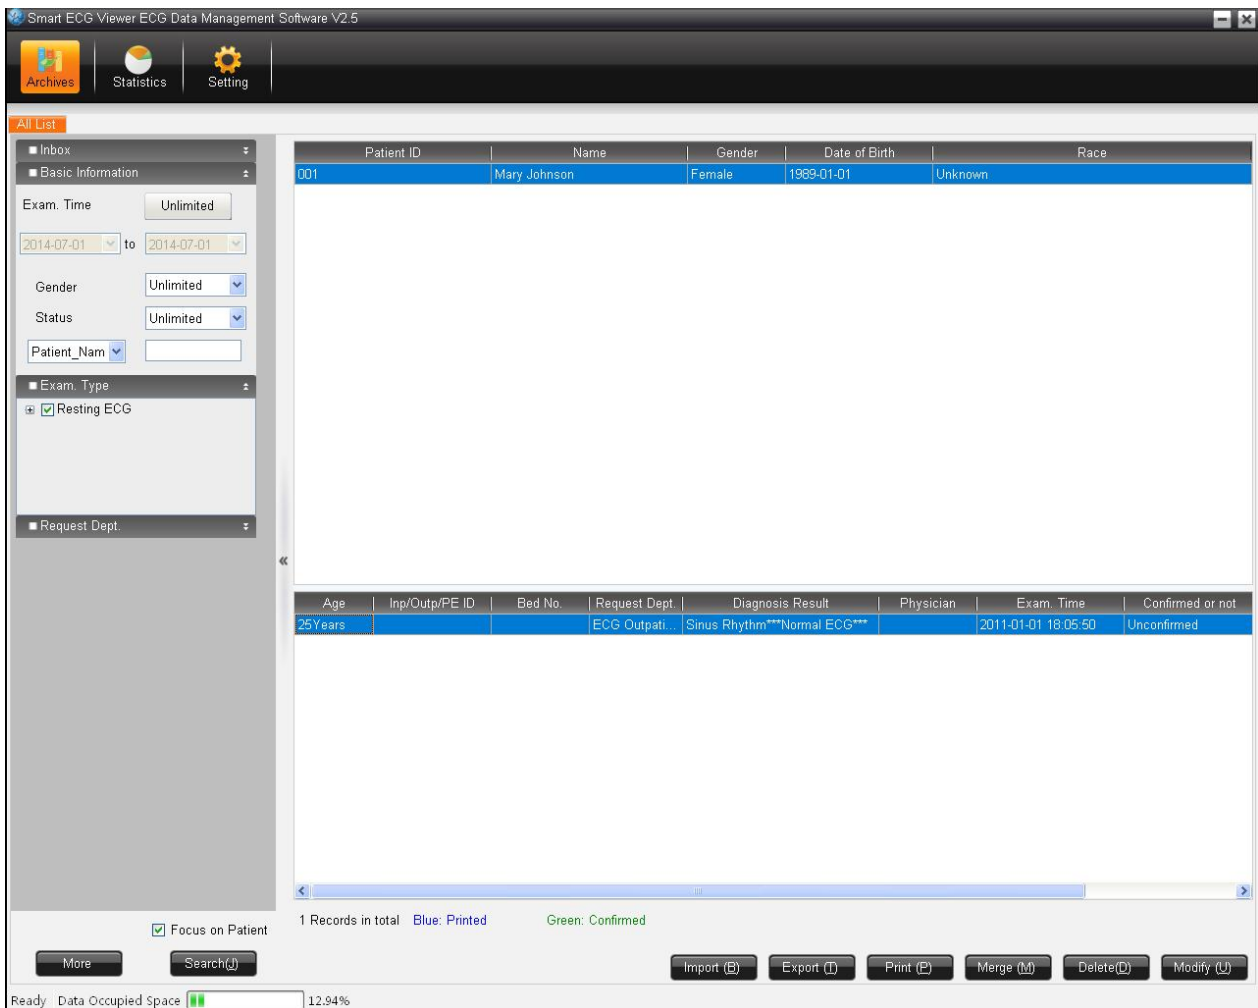 Smart ECG Viewer ECG Data Management Software V2.5
Archives Statistics Setting
All List
Inbox
Basic Information
Exam. Time Unlimited
2014-07-01 to 2014-07-01
Gender Unlimited
Status Unlimited
Patient_Nam
Exam. Type
Resting ECG
Request Dept.
Patient ID Name Gender Date of Birth Race
001 Mary Johnson Female 1989-01-01 Unknown
«
Age Inp/Outp/PE ID Bed No. Request Dept. Diagnosis Result Physician Exam. Time Confirmed or not
25Years ECG Outpati... Sinus Rhythm***Normal ECG*** 2011-01-01 18:05:50 Unconfirmed
1 Records in total Blue: Printed Green: Confirmed
Focus on Patient
More Search(J)
Import (B) Export (T) Print (P) Merge (M) Delete(D) Modify (U)
Ready Data Occupied Space 12.94%